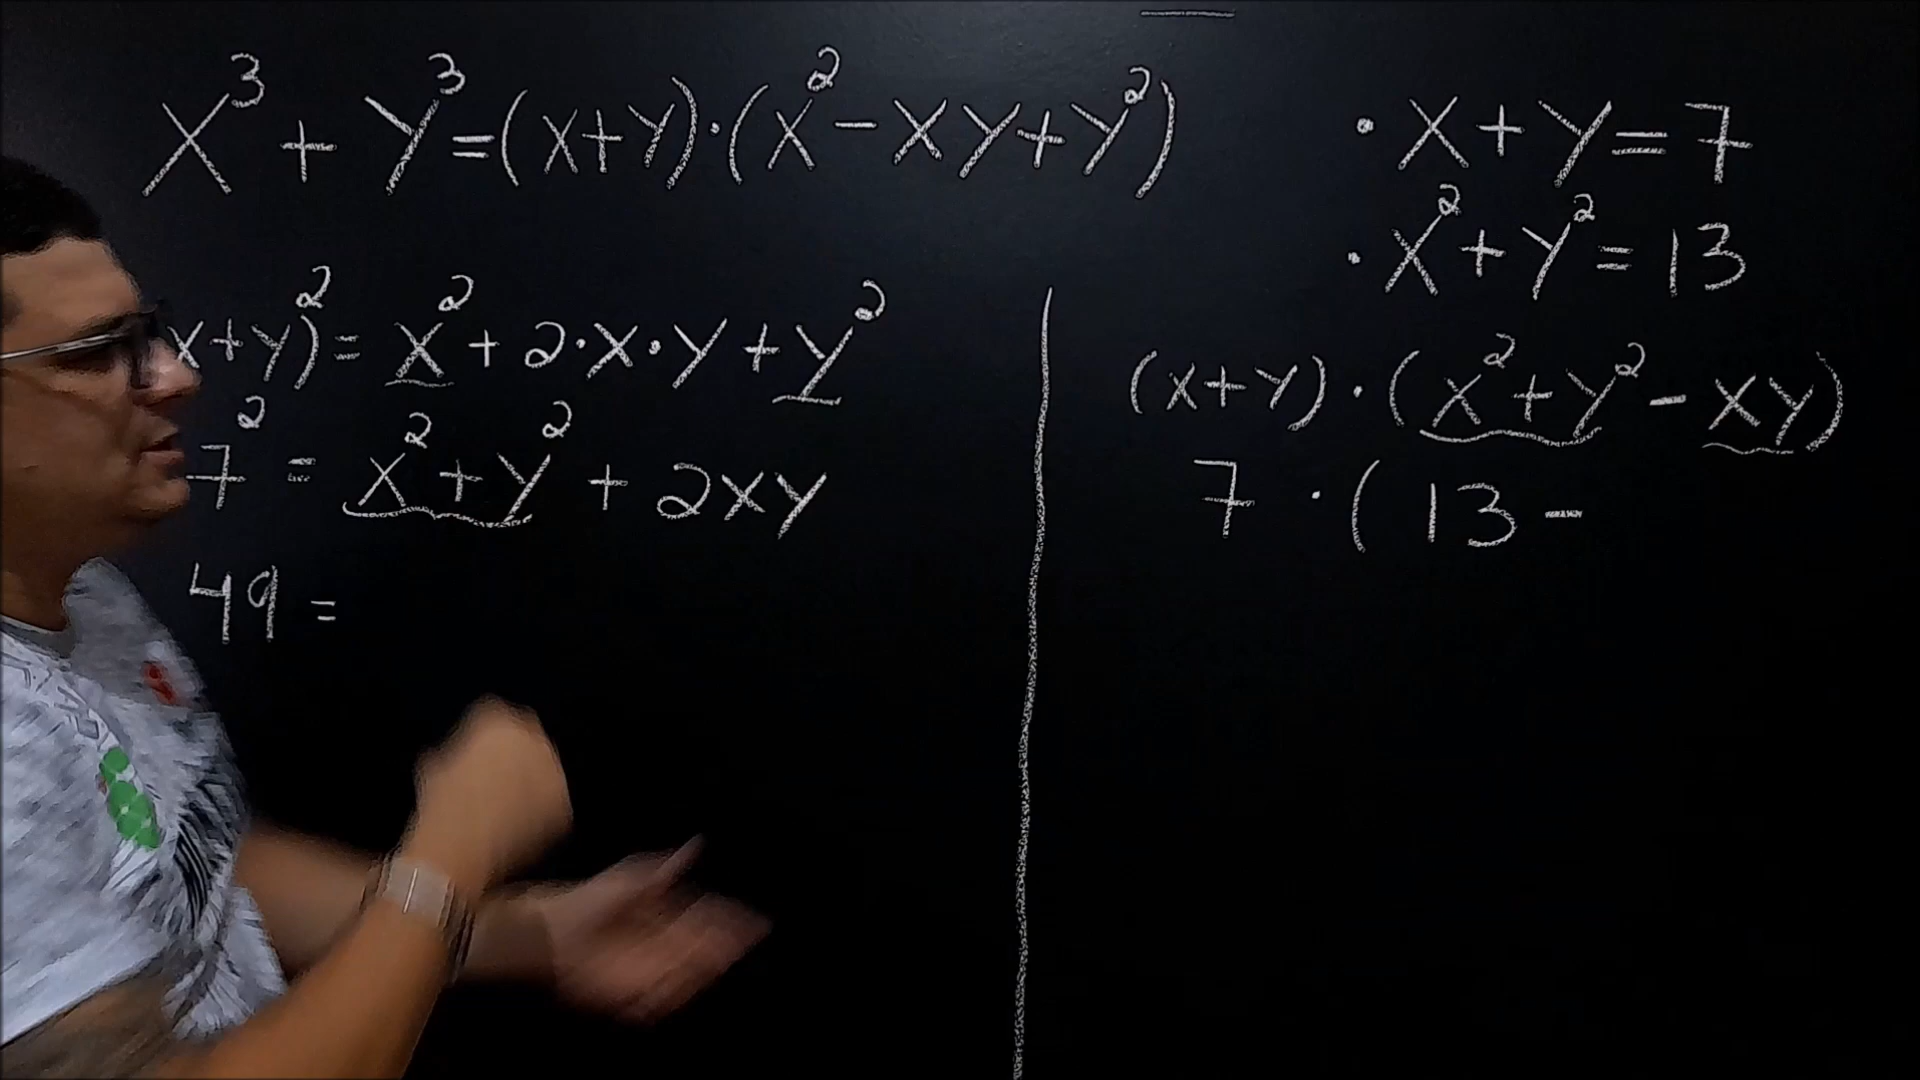 X³ + Y³ = (X+Y)·(X² - XY + Y²)
· X + Y = 7
· X² + Y² = 13
X+Y)² = X² + 2·X·Y + Y²
7² = X² + Y² + 2XY
49 =
(X+Y)·(X² + Y² - XY)
7 · ( 13 -